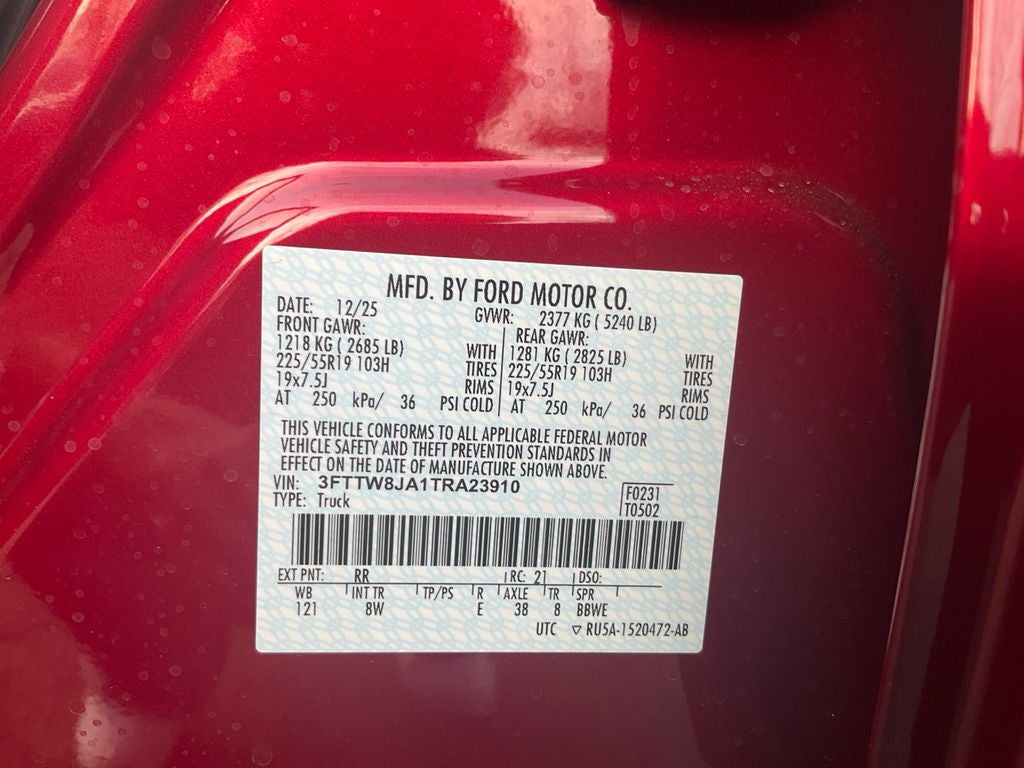 MFD. BY FORD MOTOR CO.
DATE: 12/25 GVWR: 2377 KG ( 5240 LB)
FRONT GAWR: REAR GAWR:
1218 KG ( 2685 LB) WITH 1281 KG ( 2825 LB) WITH
225/55R19 103H TIRES 225/55R19 103H TIRES
19x7.5J RIMS 19x7.5J RIMS
AT 250 kPa/ 36 PSI COLD AT 250 kPa/ 36 PSI COLD
THIS VEHICLE CONFORMS TO ALL APPLICABLE FEDERAL MOTOR
VEHICLE SAFETY AND THEFT PREVENTION STANDARDS IN
EFFECT ON THE DATE OF MANUFACTURE SHOWN ABOVE.
VIN: 3FTTW8JA1TRA23910 F0231
TYPE: Truck T0502
EXT PNT: RR RC: 21 DSO:
WB INT TR TP/PS R AXLE TR SPR
121 8W E 38 8 BBWE
UTC ▽ RU5A-1520472-AB